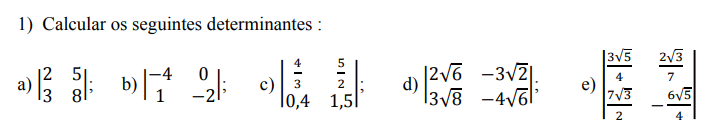 1) Calcular os seguintes determinantes :
a) |2 5; 3 8|; b) |−4 0; 1 −2|; c) |4/3 5/2; 0,4 1,5|; d) |2√6 −3√2; 3√8 −4√6|; e) |3√5/4 2√3/7; 7√3/2 −6√5/4|